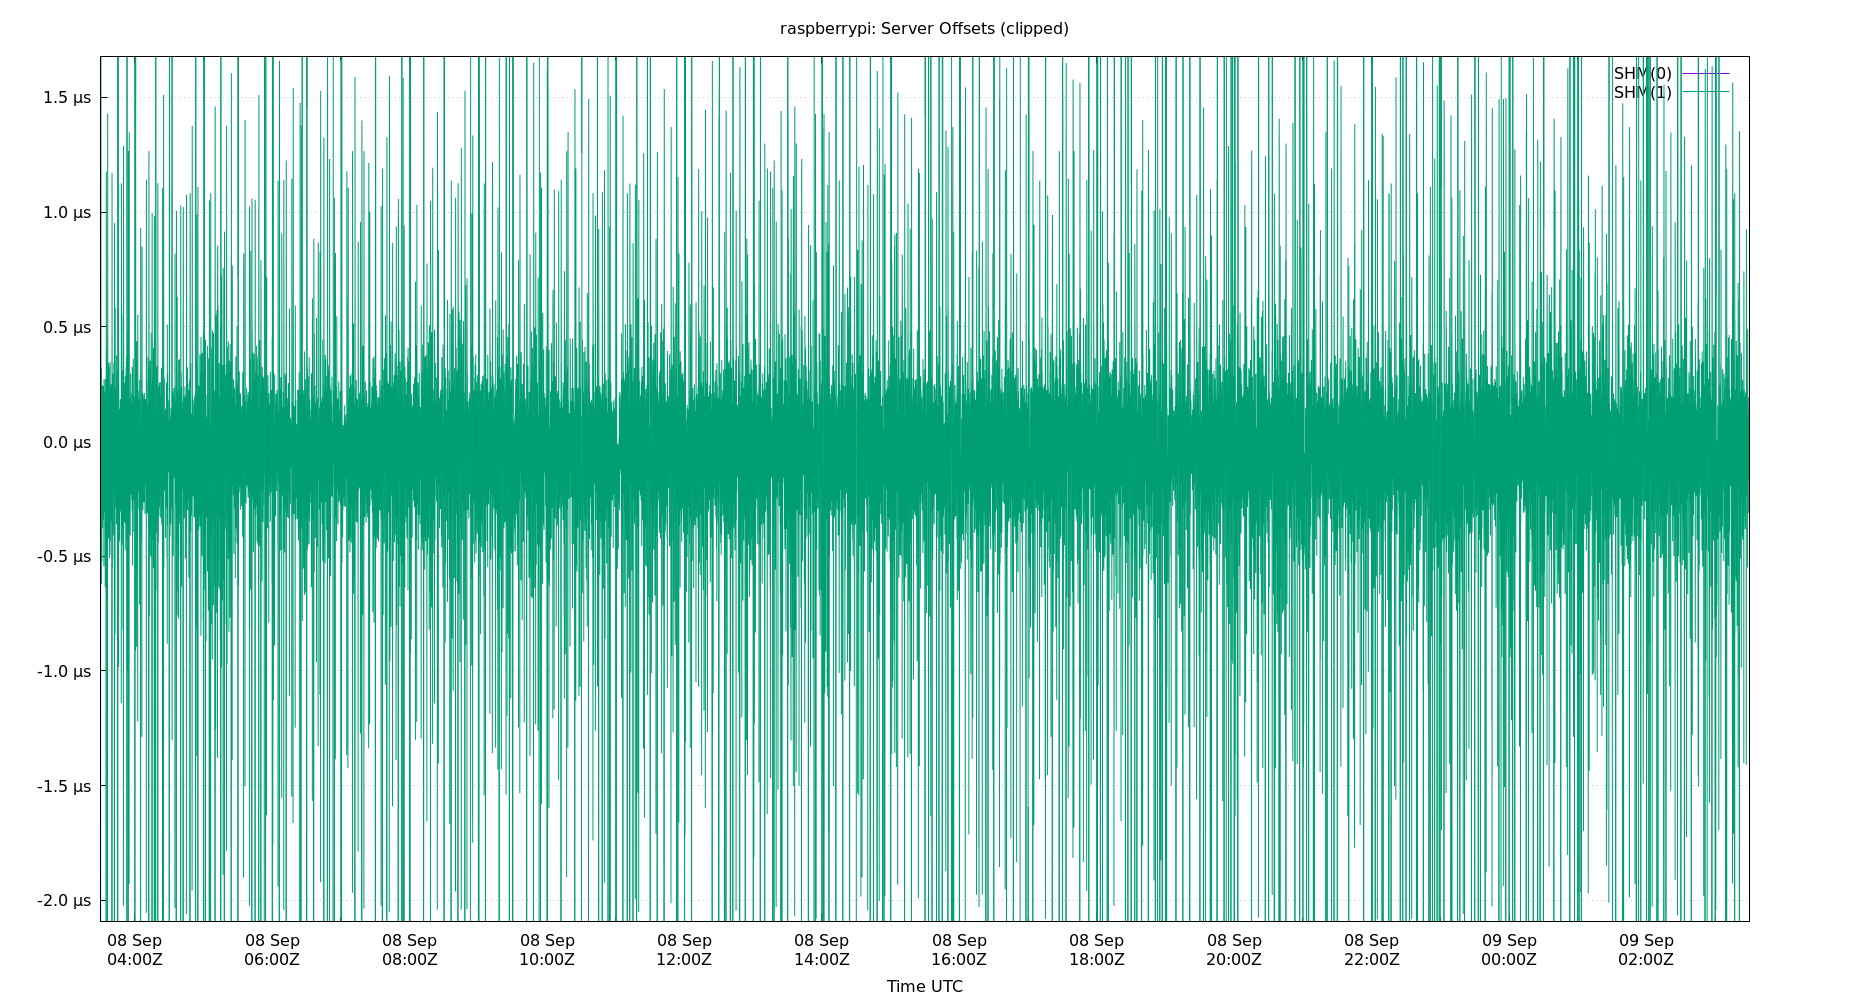 raspberrypi: Server Offsets (clipped)
SHM(0)
SHM(1)
1.5 µs
1.0 µs
0.5 µs
0.0 µs
-0.5 µs
-1.0 µs
-1.5 µs
-2.0 µs
08 Sep 08 Sep 08 Sep 08 Sep 08 Sep 08 Sep 08 Sep 08 Sep 08 Sep 08 Sep 09 Sep 09 Sep
04:00Z 06:00Z 08:00Z 10:00Z 12:00Z 14:00Z 16:00Z 18:00Z 20:00Z 22:00Z 00:00Z 02:00Z
Time UTC